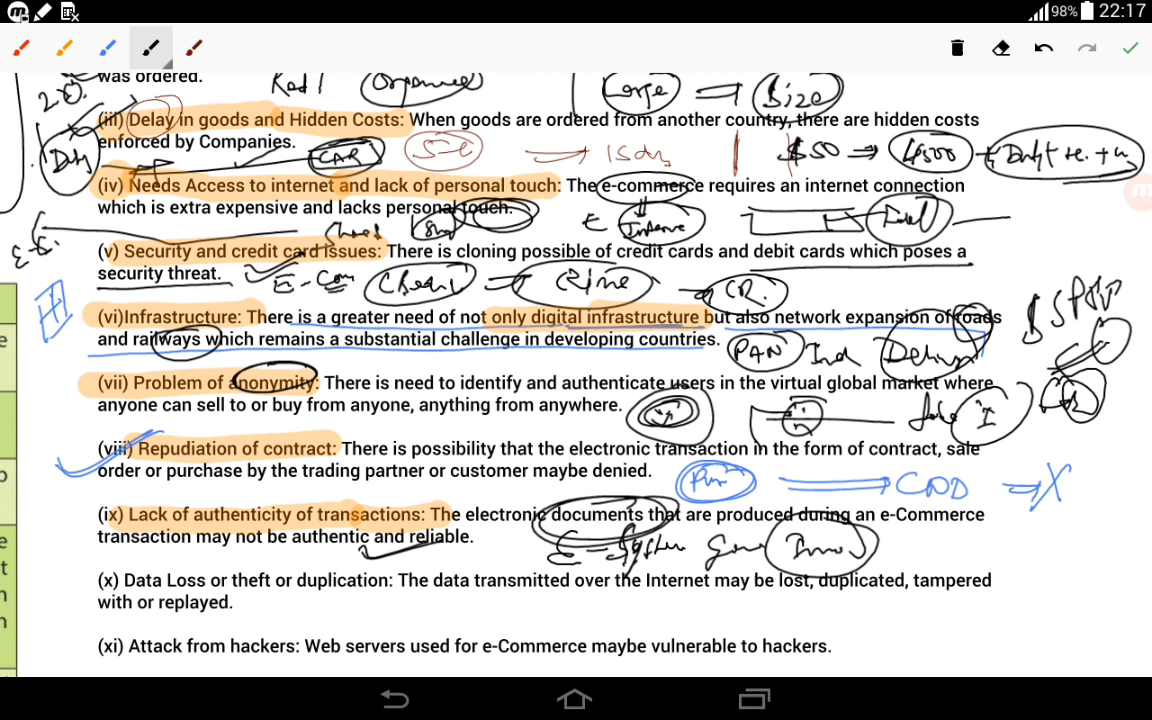 98% 22:17
was ordered.
Large Size
(iii) Delay in goods and Hidden Costs: When goods are ordered from another country, there are hidden costs
enforced by Companies.
CAR
$50
(iv) Needs Access to internet and lack of personal touch: The e-commerce requires an internet connection
which is extra expensive and lacks personal touch.
(v) Security and credit card issues: There is cloning possible of credit cards and debit cards which poses a
security threat.
E-Com
(vi)Infrastructure: There is a greater need of not only digital infrastructure but also network expansion of roads
and railways which remains a substantial challenge in developing countries.
PAN Ind
(vii) Problem of anonymity: There is need to identify and authenticate users in the virtual global market where
anyone can sell to or buy from anyone, anything from anywhere.
(viii) Repudiation of contract: There is possibility that the electronic transaction in the form of contract, sale
order or purchase by the trading partner or customer maybe denied.
COD X
(ix) Lack of authenticity of transactions: The electronic documents that are produced during an e-Commerce
transaction may not be authentic and reliable.
(x) Data Loss or theft or duplication: The data transmitted over the Internet may be lost, duplicated, tampered
with or replayed.
(xi) Attack from hackers: Web servers used for e-Commerce maybe vulnerable to hackers.